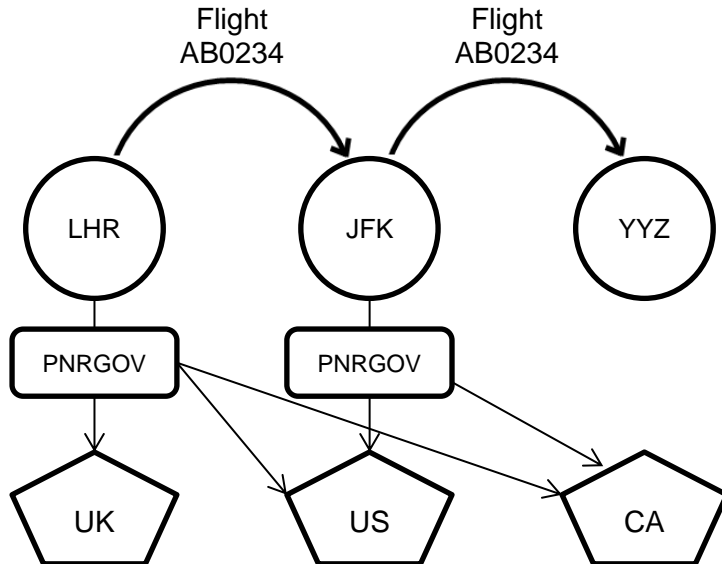 Flight
AB0234
Flight
AB0234
LHR
JFK
YYZ
PNRGOV
PNRGOV
UK
US
CA